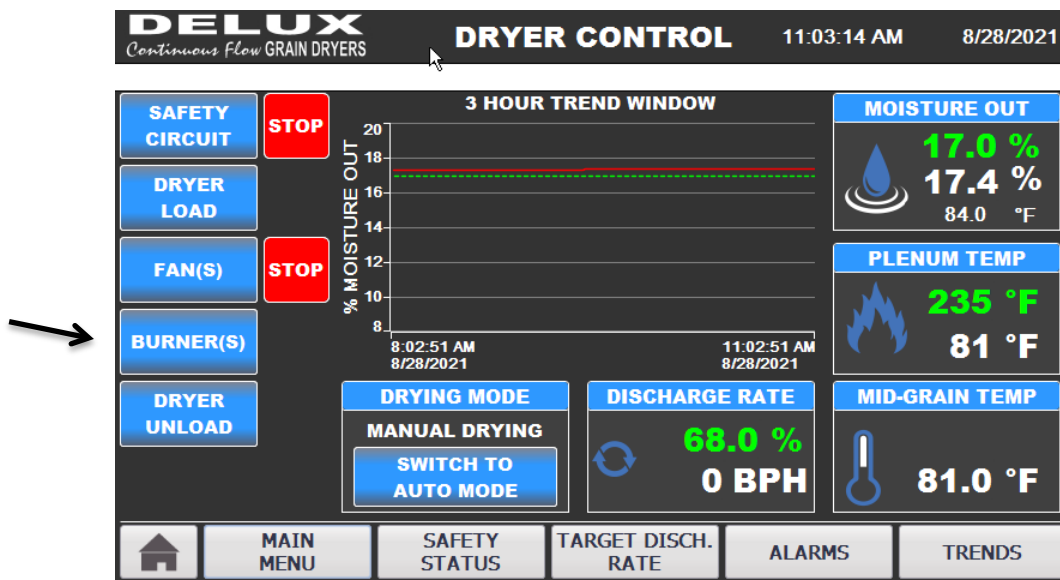 DELUX
Continuous Flow GRAIN DRYERS
DRYER CONTROL
11:03:14 AM
8/28/2021
SAFETY
CIRCUIT
STOP
DRYER
LOAD
FAN(S)
STOP
BURNER(S)
DRYER
UNLOAD
3 HOUR TREND WINDOW
% MOISTURE OUT
20
18
16
14
12
10
8
8:02:51 AM
8/28/2021
11:02:51 AM
8/28/2021
DRYING MODE
MANUAL DRYING
SWITCH TO
AUTO MODE
DISCHARGE RATE
68.0 %
0 BPH
MOISTURE OUT
17.0 %
17.4 %
84.0 °F
PLENUM TEMP
235 °F
81 °F
MID-GRAIN TEMP
81.0 °F
MAIN
MENU
SAFETY
STATUS
TARGET DISCH.
RATE
ALARMS
TRENDS